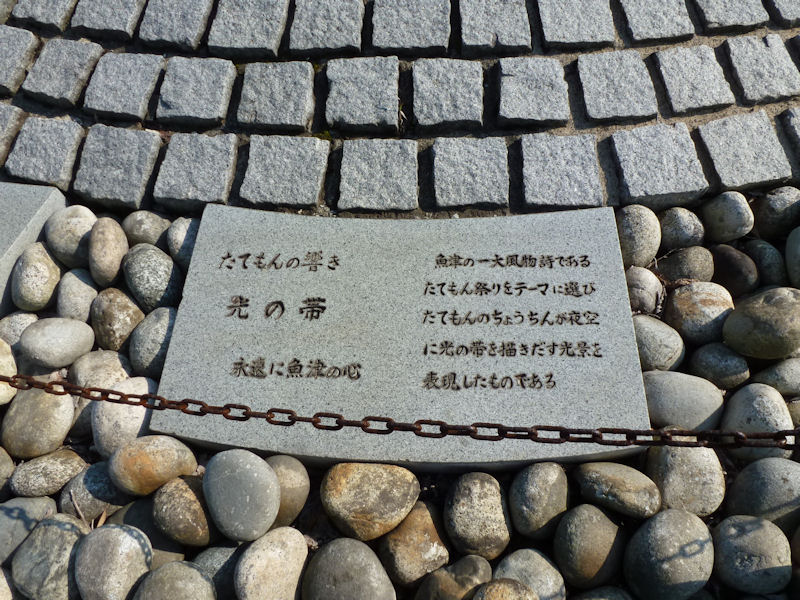 たてもんの響き
光の帯
永遠に魚津の心
魚津の一大風物詩である
たてもん祭りをテーマに選び
たてもんのちょうちんが夜空
に光の帯を描きだす光景を
表現したものである